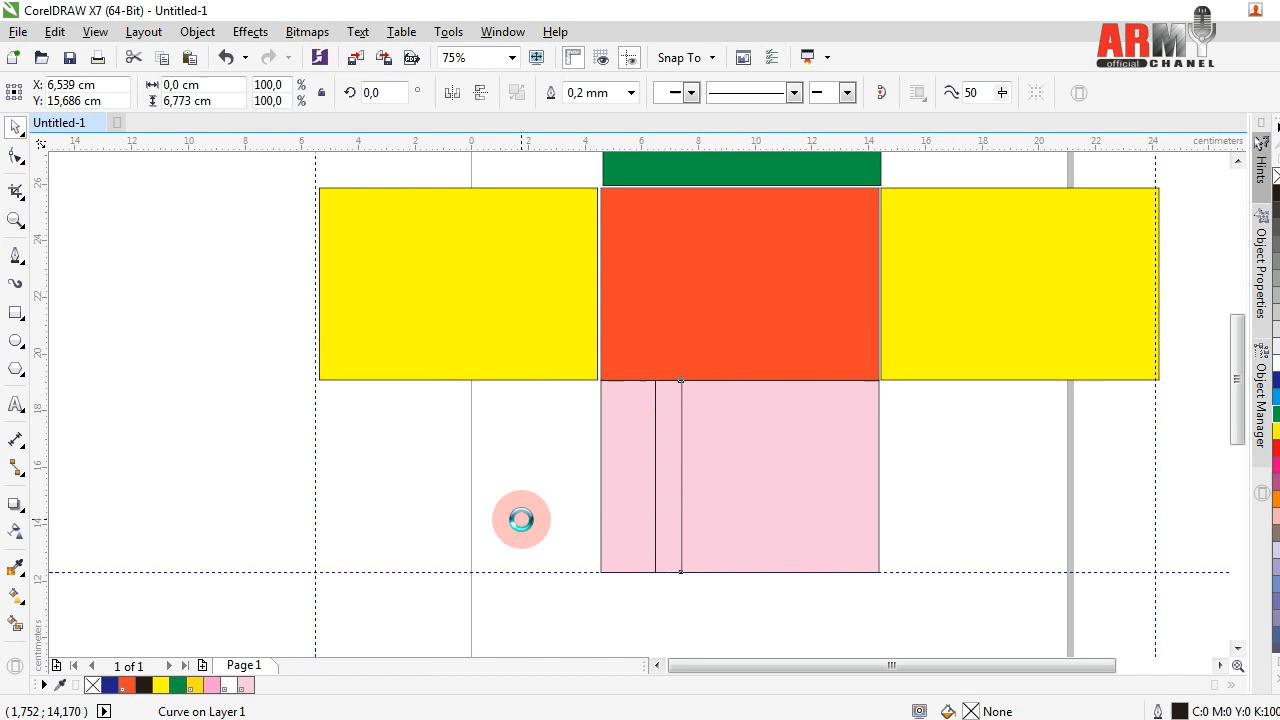 CorelDRAW X7 (64-Bit) - Untitled-1
File Edit View Layout Object Effects Bitmaps Text Table Tools Window Help
ARMY
official CHANEL
75% Snap To
X: 6,539 cm 0,0 cm 100,0 % 0,0 ° 0,2 mm 50
Y: 15,686 cm 6,773 cm 100,0 %
Untitled-1
14 12 10 8 6 4 2 0 2 4 6 8 10 12 14 16 18 20 22 24 centimeters
26
24
22
20
18
16
14
12
centimeters
Hints
Object Properties
Object Manager
1 of 1 Page 1
( 1,752 ; 14,170 ) Curve on Layer 1 None C:0 M:0 Y:0 K:100